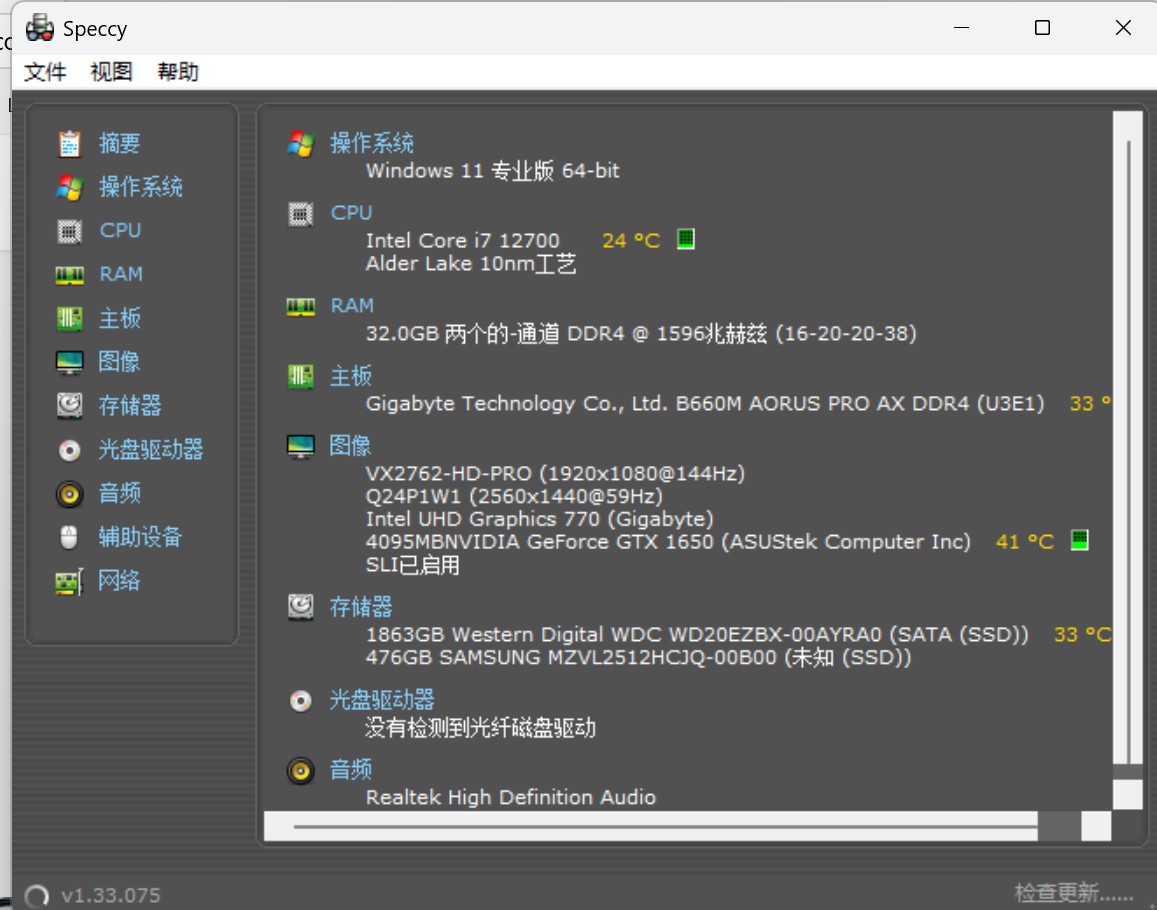 Speccy
文件 视图 帮助
摘要
操作系统
CPU
RAM
主板
图像
存储器
光盘驱动器
音频
辅助设备
网络
操作系统
Windows 11 专业版 64-bit
CPU
Intel Core i7 12700 24 °C
Alder Lake 10nm工艺
RAM
32.0GB 两个的-通道 DDR4 @ 1596兆赫兹 (16-20-20-38)
主板
Gigabyte Technology Co., Ltd. B660M AORUS PRO AX DDR4 (U3E1) 33 °
图像
VX2762-HD-PRO (1920x1080@144Hz)
Q24P1W1 (2560x1440@59Hz)
Intel UHD Graphics 770 (Gigabyte)
4095MBNVIDIA GeForce GTX 1650 (ASUStek Computer Inc) 41 °C
SLI已启用
存储器
1863GB Western Digital WDC WD20EZBX-00AYRA0 (SATA (SSD)) 33 °C
476GB SAMSUNG MZVL2512HCJQ-00B00 (未知 (SSD))
光盘驱动器
没有检测到光纤磁盘驱动
音频
Realtek High Definition Audio
v1.33.075
检查更新......